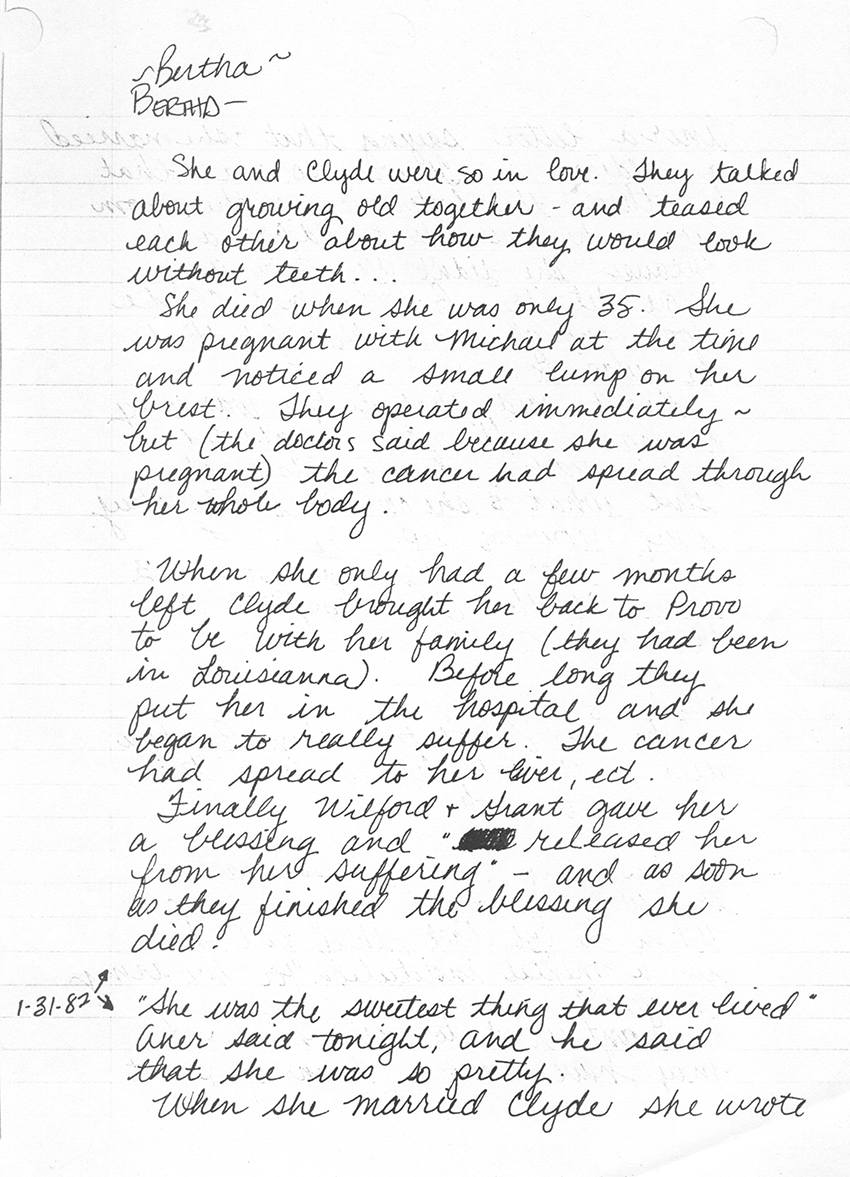 ~Bertha~
BERTHA—
She and Clyde were so in love. They talked
about growing old together - and teased
each other about how they would look
without teeth...
She died when she was only 35. She
was pregnant with Michael at the time
and noticed a small lump on her
brest. They operated immediately ~
but (the doctors said because she was
pregnant) the cancer had spread through
her whole body.
When she only had a few months
left Clyde brought her back to Provo
to be with her family (they had been
in Louisianna). Before long they
put her in the hospital and she
began to really suffer. The cancer
had spread to her liver, ect.
Finally Wilford + Grant gave her
a blessing and " released her
from her suffering" - and as soon
as they finished the blessing she
died.
1-31-82 "She was the sweetest thing that ever lived"
Aner said tonight, and he said
that she was so pretty.
When she married Clyde she wrote